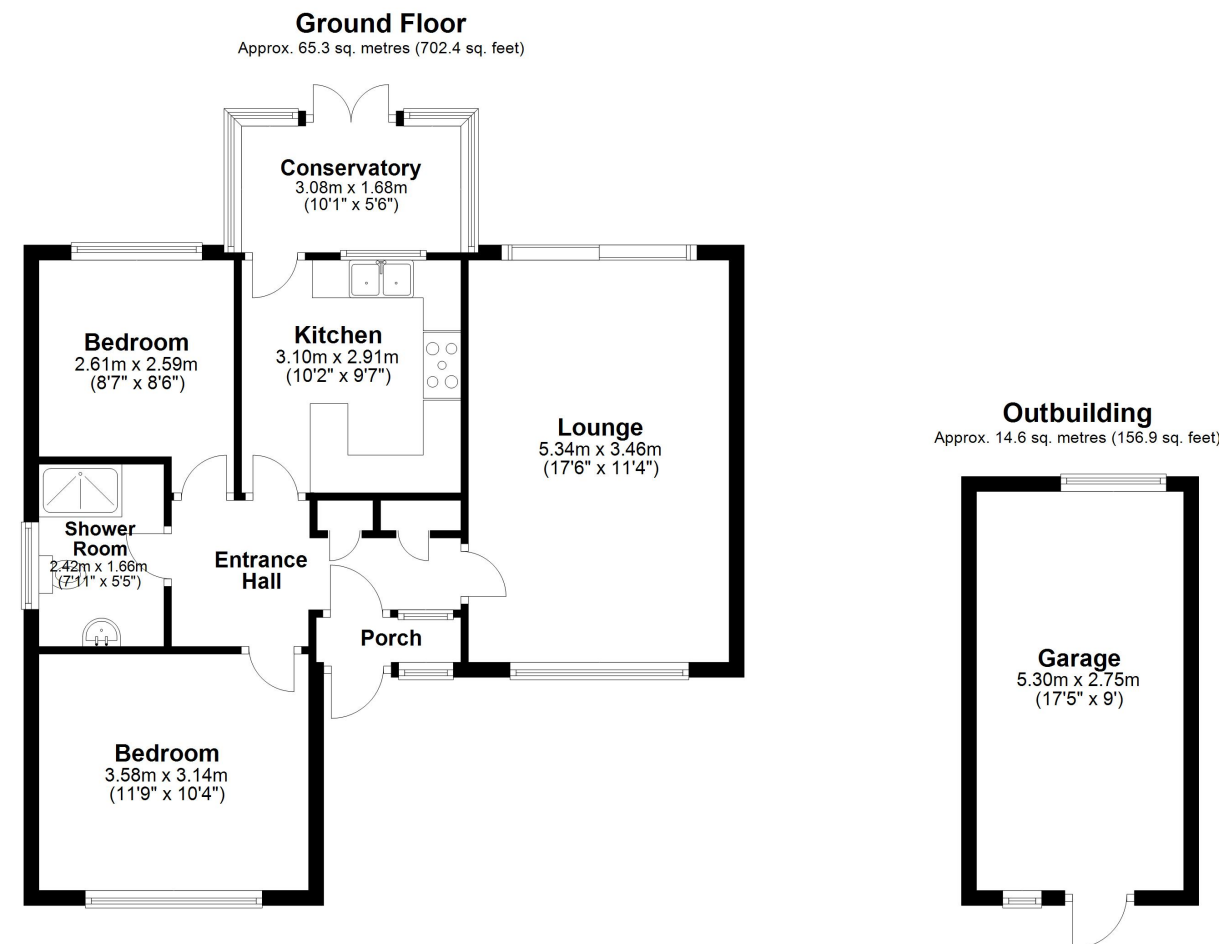 Ground Floor
Approx. 65.3 sq. metres (702.4 sq. feet)
Conservatory
3.08m x 1.68m
(10'1" x 5'6")
Bedroom
2.61m x 2.59m
(8'7" x 8'6")
Kitchen
3.10m x 2.91m
(10'2" x 9'7")
Lounge
5.34m x 3.46m
(17'6" x 11'4")
Shower
Room
2.42m x 1.66m
(7'11" x 5'5")
Entrance
Hall
Porch
Bedroom
3.58m x 3.14m
(11'9" x 10'4")
Outbuilding
Approx. 14.6 sq. metres (156.9 sq. feet)
Garage
5.30m x 2.75m
(17'5" x 9')